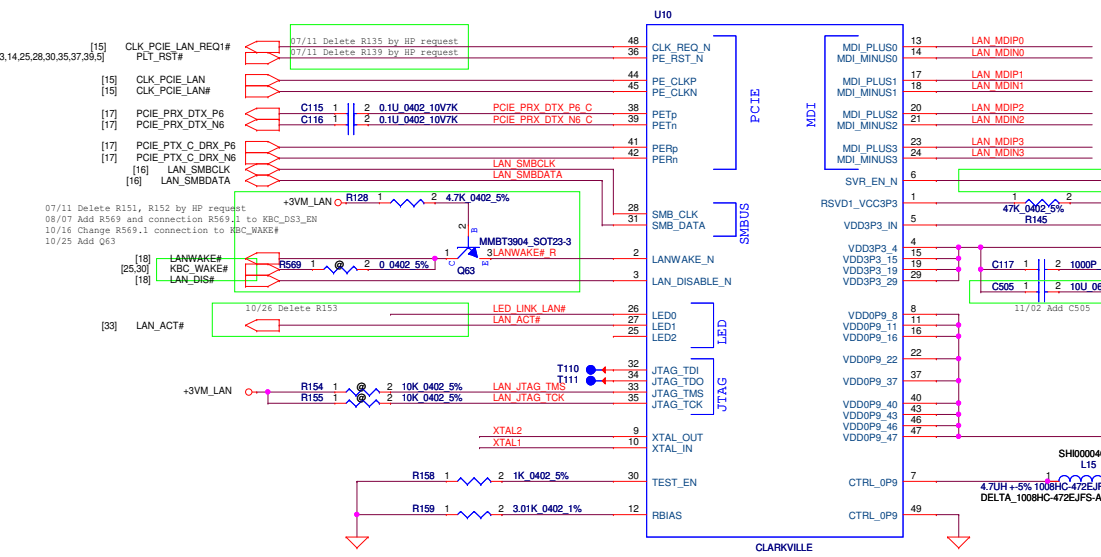 U10
07/11 Delete R135 by HP request
[15] CLK_PCIE_LAN_REQ1# 48 CLK_REQ_N MDI_PLUS0 13 LAN_MDIP0
07/11 Delete R139 by HP request
3,14,25,28,30,35,37,39,5] PLT_RST# 36 PE_RST_N MDI_MINUS0 14 LAN_MDIN0
[15] CLK_PCIE_LAN 44 PE_CLKP MDI_PLUS1 17 LAN_MDIP1
[15] CLK_PCIE_LAN# 45 PE_CLKN MDI_MINUS1 18 LAN_MDIN1
PCIE MDI
[17] PCIE_PRX_DTX_P6 C115 1 2 0.1U_0402_10V7K PCIE_PRX_DTX_P6_C 38 PETp MDI_PLUS2 20 LAN_MDIP2
[17] PCIE_PRX_DTX_N6 C116 1 2 0.1U_0402_10V7K PCIE_PRX_DTX_N6_C 39 PETn MDI_MINUS2 21 LAN_MDIN2
[17] PCIE_PTX_C_DRX_P6 41 PERp MDI_PLUS3 23 LAN_MDIP3
[17] PCIE_PTX_C_DRX_N6 42 PERn MDI_MINUS3 24 LAN_MDIN3
[16] LAN_SMBCLK LAN_SMBCLK
[16] LAN_SMBDATA LAN_SMBDATA SVR_EN_N 6
+3VM_LAN R128 1 2 4.7K_0402_5% RSVD1_VCC3P3 1 47K_0402_5%
R145
07/11 Delete R151, R152 by HP request 28 SMB_CLK
08/07 Add R569 and connection R569.1 to KBC_DS3_EN 31 SMB_DATA VDD3P3_IN 5
SMBUS
10/16 Change R569.1 connection to KBC_WAKE#
10/25 Add Q63
2 B MMBT3904_SOT23-3 VDD3P3_4 4
[18] LANWAKE# 1 C E 3 LANWAKE#_R 2 LANWAKE_N VDD3P3_15 15
[25,30] KBC_WAKE# R569 1 @ 2 0_0402_5% Q63 VDD3P3_19 19 C117 1 2 1000P
[18] LAN_DIS# 3 LAN_DISABLE_N VDD3P3_29 29 C505 1 2 10U_06
10/26 Delete R153 11/02 Add C505
LED_LINK_LAN# 26 LED0 VDD0P9_8 8
[33] LAN_ACT# LAN_ACT# 27 LED1 VDD0P9_11 11
25 LED2 VDD0P9_16 16
LED
VDD0P9_22 22
T110 32 JTAG_TDI
T111 34 JTAG_TDO VDD0P9_37 37
+3VM_LAN R154 1 @ 2 10K_0402_5% LAN_JTAG_TMS 33 JTAG_TMS
R155 1 @ 2 10K_0402_5% LAN_JTAG_TCK 35 JTAG_TCK VDD0P9_40 40
JTAG
VDD0P9_43 43
VDD0P9_46 46
XTAL2 9 XTAL_OUT VDD0P9_47 47
XTAL1 10 XTAL_IN
SHI00004
L15
R158 1 2 1K_0402_5% 30 TEST_EN CTRL_0P9 7 1
4.7UH +-5% 1008HC-472EJF
DELTA_1008HC-472EJFS-A
R159 1 2 3.01K_0402_1% 12 RBIAS CTRL_0P9 49
CLARKVILLE